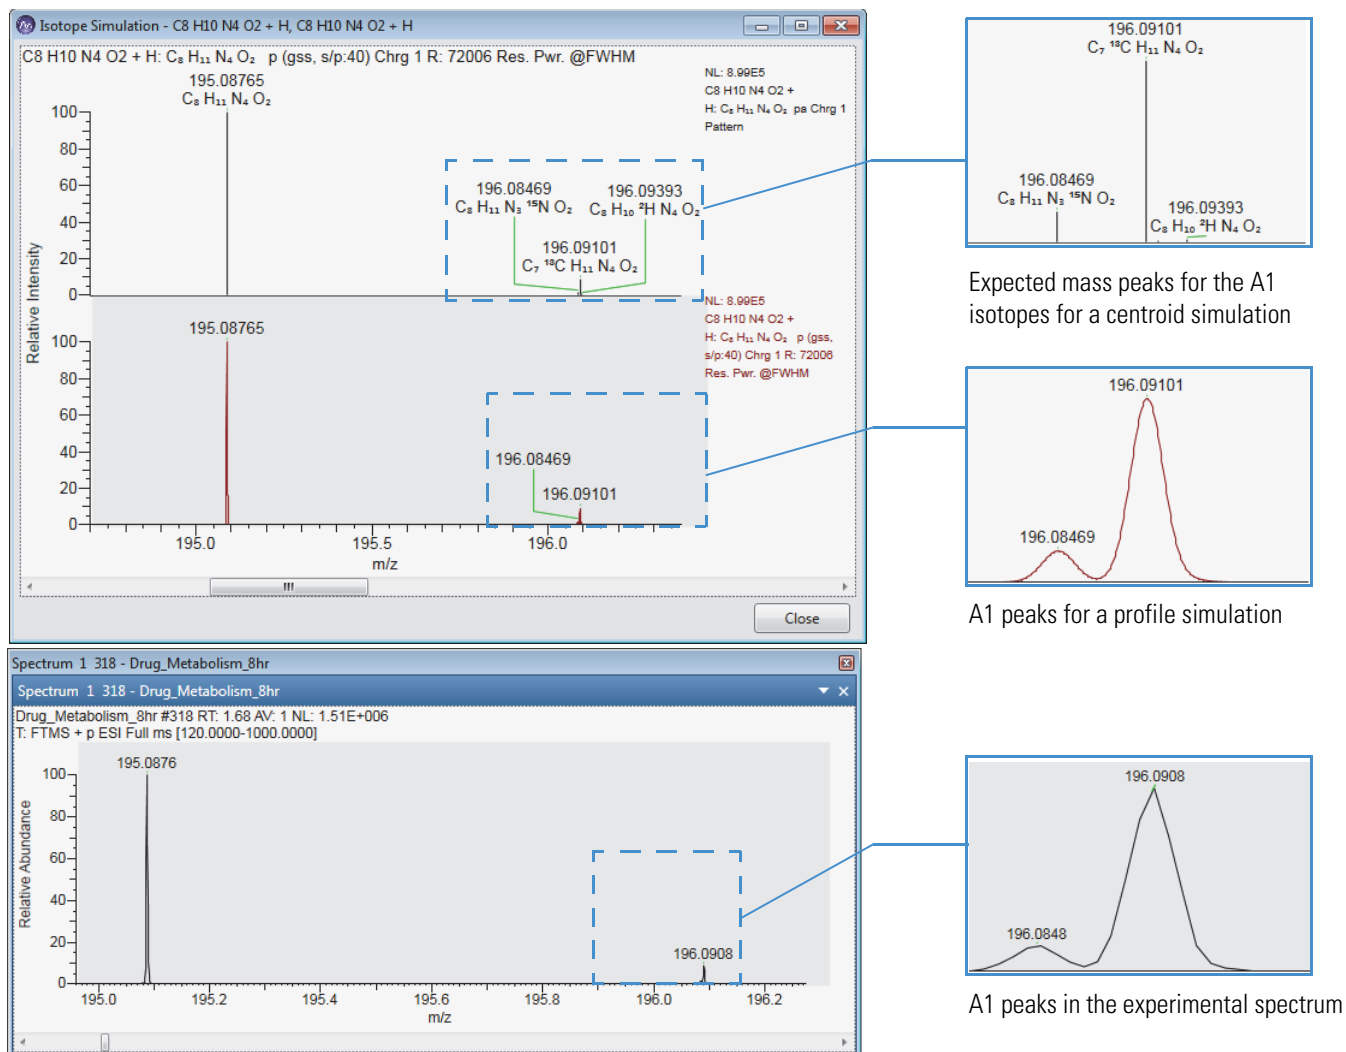 Isotope Simulation - C8 H10 N4 O2 + H, C8 H10 N4 O2 + H
C8 H10 N4 O2 + H: C₈ H₁₁ N₄ O₂ p (gss, s/p:40) Chrg 1 R: 72006 Res. Pwr. @FWHM
195.08765
C₈ H₁₁ N₄ O₂
NL: 8.99E5
C8 H10 N4 O2 +
H: C₈ H₁₁ N₄ O₂ pa Chrg 1
Pattern
100
80
60
40
20
0
196.08469
C₈ H₁₁ N₃ ¹⁵N O₂
196.09393
C₈ H₁₀ ²H N₄ O₂
196.09101
C₇ ¹³C H₁₁ N₄ O₂
Relative Intensity
NL: 8.99E5
C8 H10 N4 O2 +
H: C₈ H₁₁ N₄ O₂ p (gss,
s/p:40) Chrg 1 R: 72006
Res. Pwr. @FWHM
195.08765
100
80
60
40
20
0
196.08469
196.09101
195.0
195.5
196.0
m/z
Close
196.09101
C₇ ¹³C H₁₁ N₄ O₂
196.08469
C₈ H₁₁ N₃ ¹⁵N O₂
196.09393
C₈ H₁₀ ²H N₄ O₂
Expected mass peaks for the A1
isotopes for a centroid simulation
196.09101
196.08469
A1 peaks for a profile simulation
Spectrum 1 318 - Drug_Metabolism_8hr
Spectrum 1 318 - Drug_Metabolism_8hr
Drug_Metabolism_8hr #318 RT: 1.68 AV: 1 NL: 1.51E+006
T: FTMS + p ESI Full ms [120.0000-1000.0000]
195.0876
100
80
60
40
20
0
Relative Abundance
196.0908
195.0
195.2
195.4
195.6
195.8
196.0
196.2
m/z
196.0908
196.0848
A1 peaks in the experimental spectrum